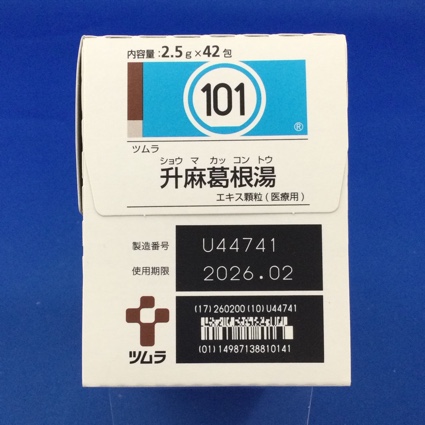 内容量：2.5g×42包
101
®
ツムラ
ショウ マ カッ コン トウ
升麻葛根湯
エキス顆粒(医療用)
製造番号 U44741
使用期限 2026.02
(17)260200(10)U44741
(01)14987138810141
ツムラ